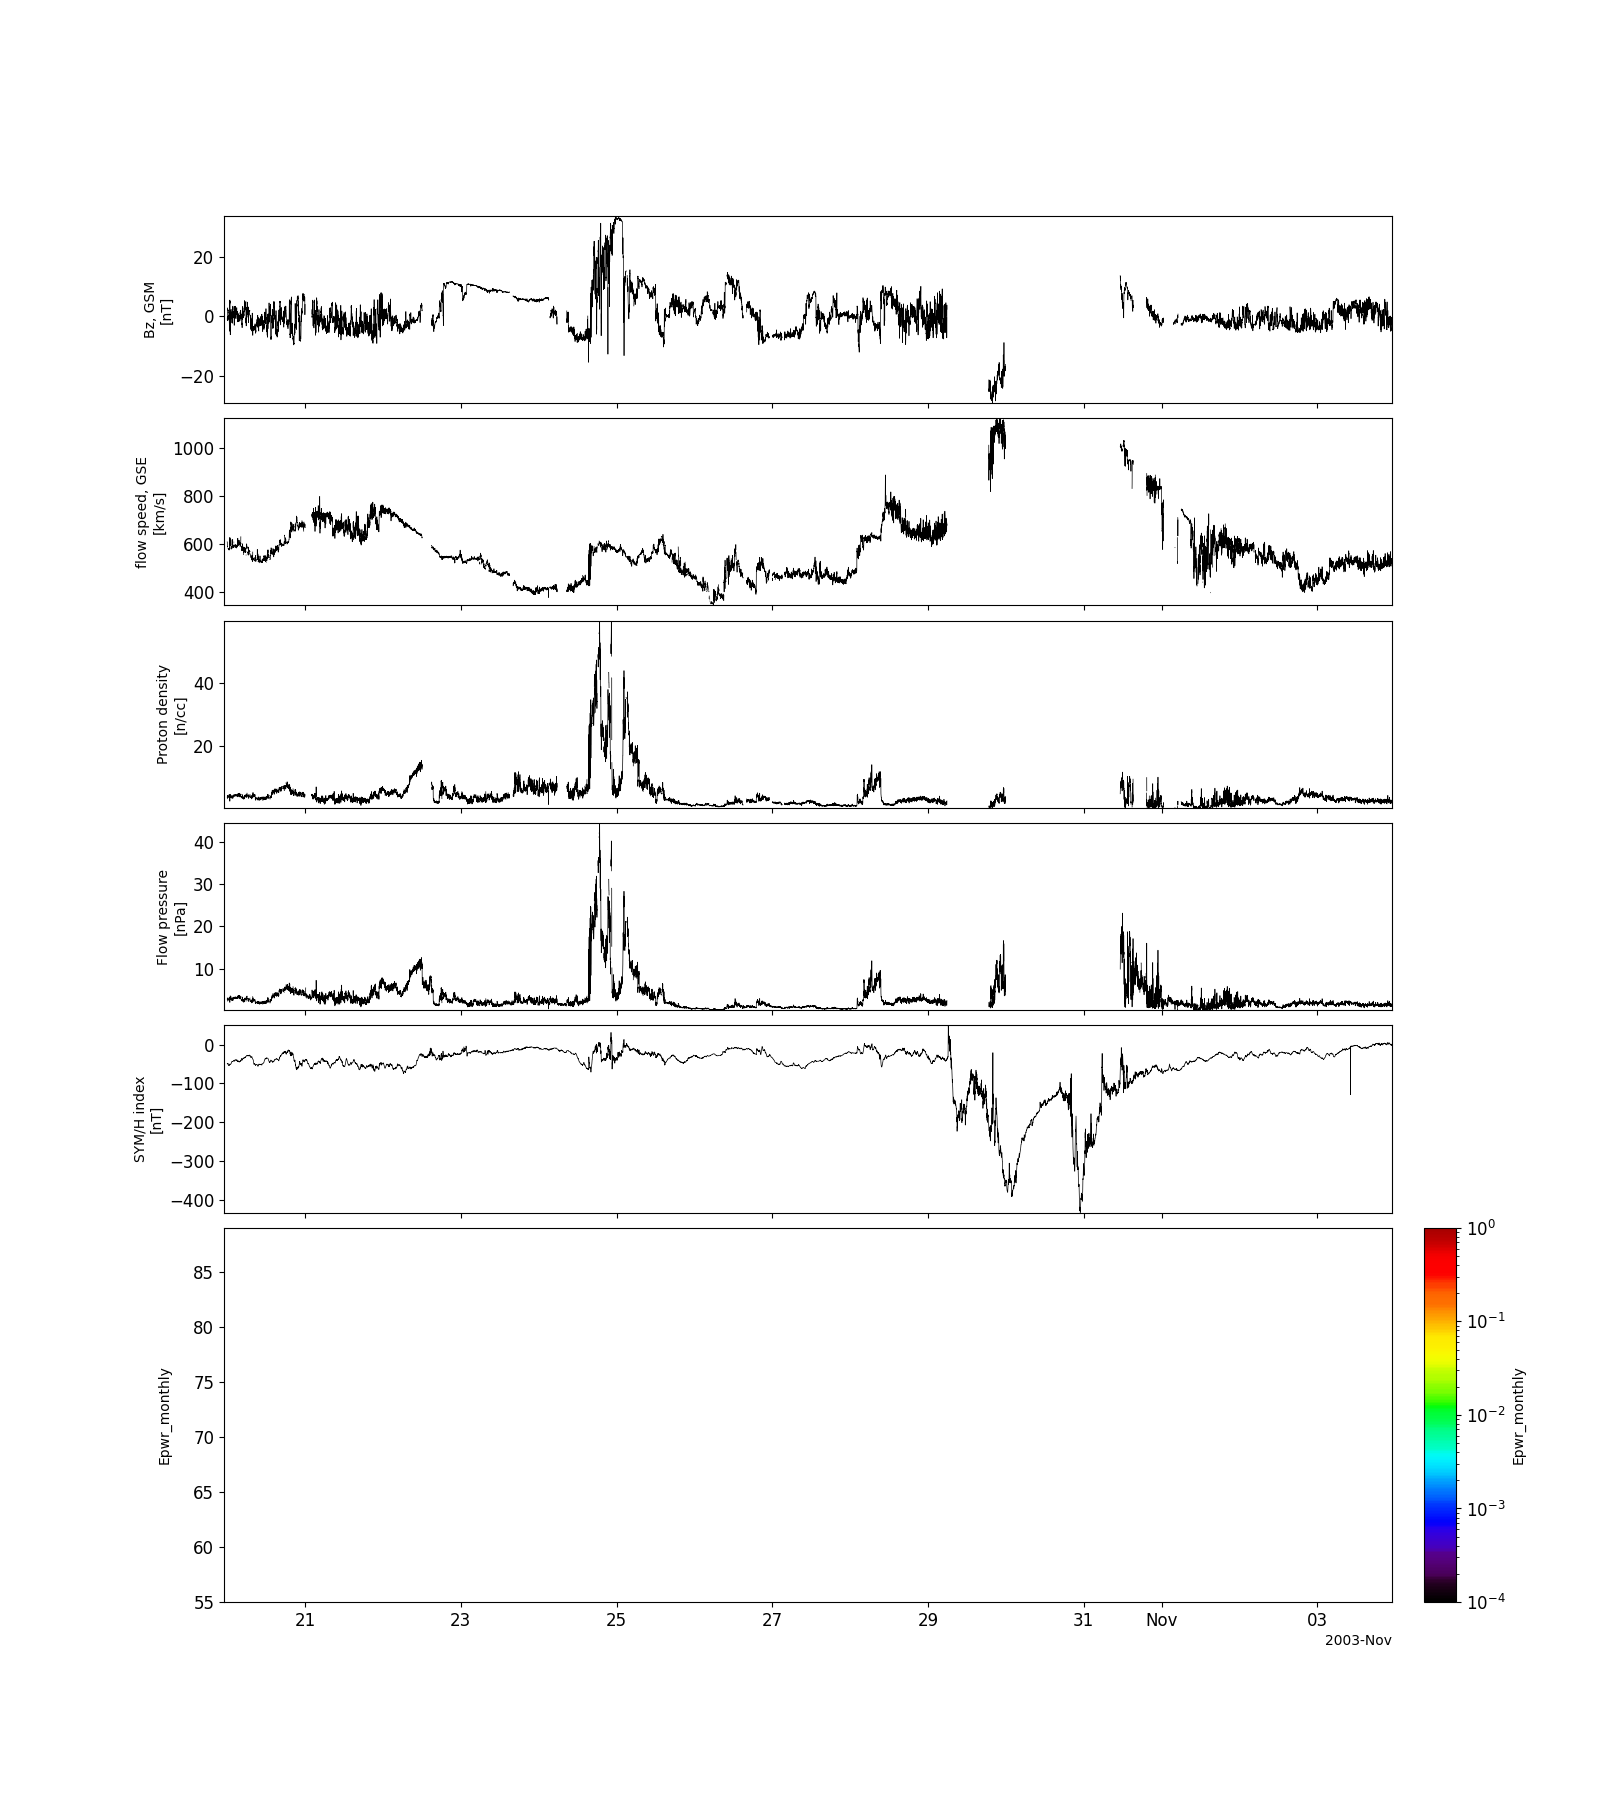 Bz, GSM
[nT]
20
0
−20
flow speed, GSE
[km/s]
1000
800
600
400
Proton density
[n/cc]
40
20
Flow pressure
[nPa]
40
30
20
10
SYM/H index
[nT]
0
−100
−200
−300
−400
Epwr_monthly
85
80
75
70
65
60
55
21 23 25 27 29 31 Nov 03
2003-Nov
10⁰
10⁻¹
10⁻²
10⁻³
10⁻⁴
Epwr_monthly